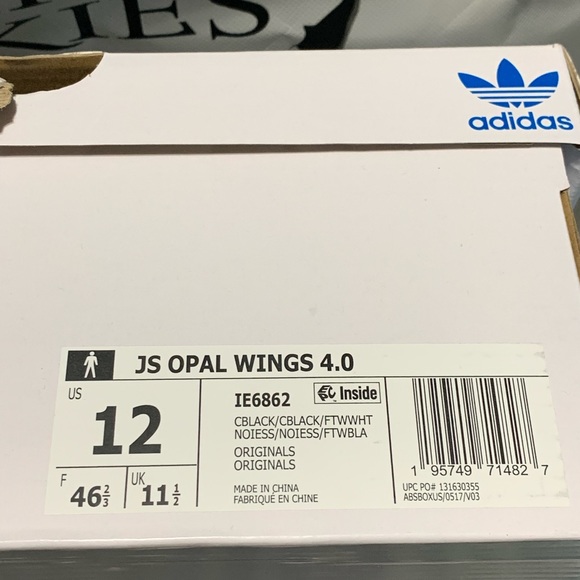 KIES
adidas
JS OPAL WINGS 4.0
US
12
F
46 2/3
UK
11 1/2
IE6862
Inside
CBLACK/CBLACK/FTWWHT
NOIESS/NOIESS/FTWBLA
ORIGINALS
ORIGINALS
MADE IN CHINA
FABRIQUÉ EN CHINE
1 95749 71482 7
UPC PO# 131630355
ABSBOXUS/0517/V03